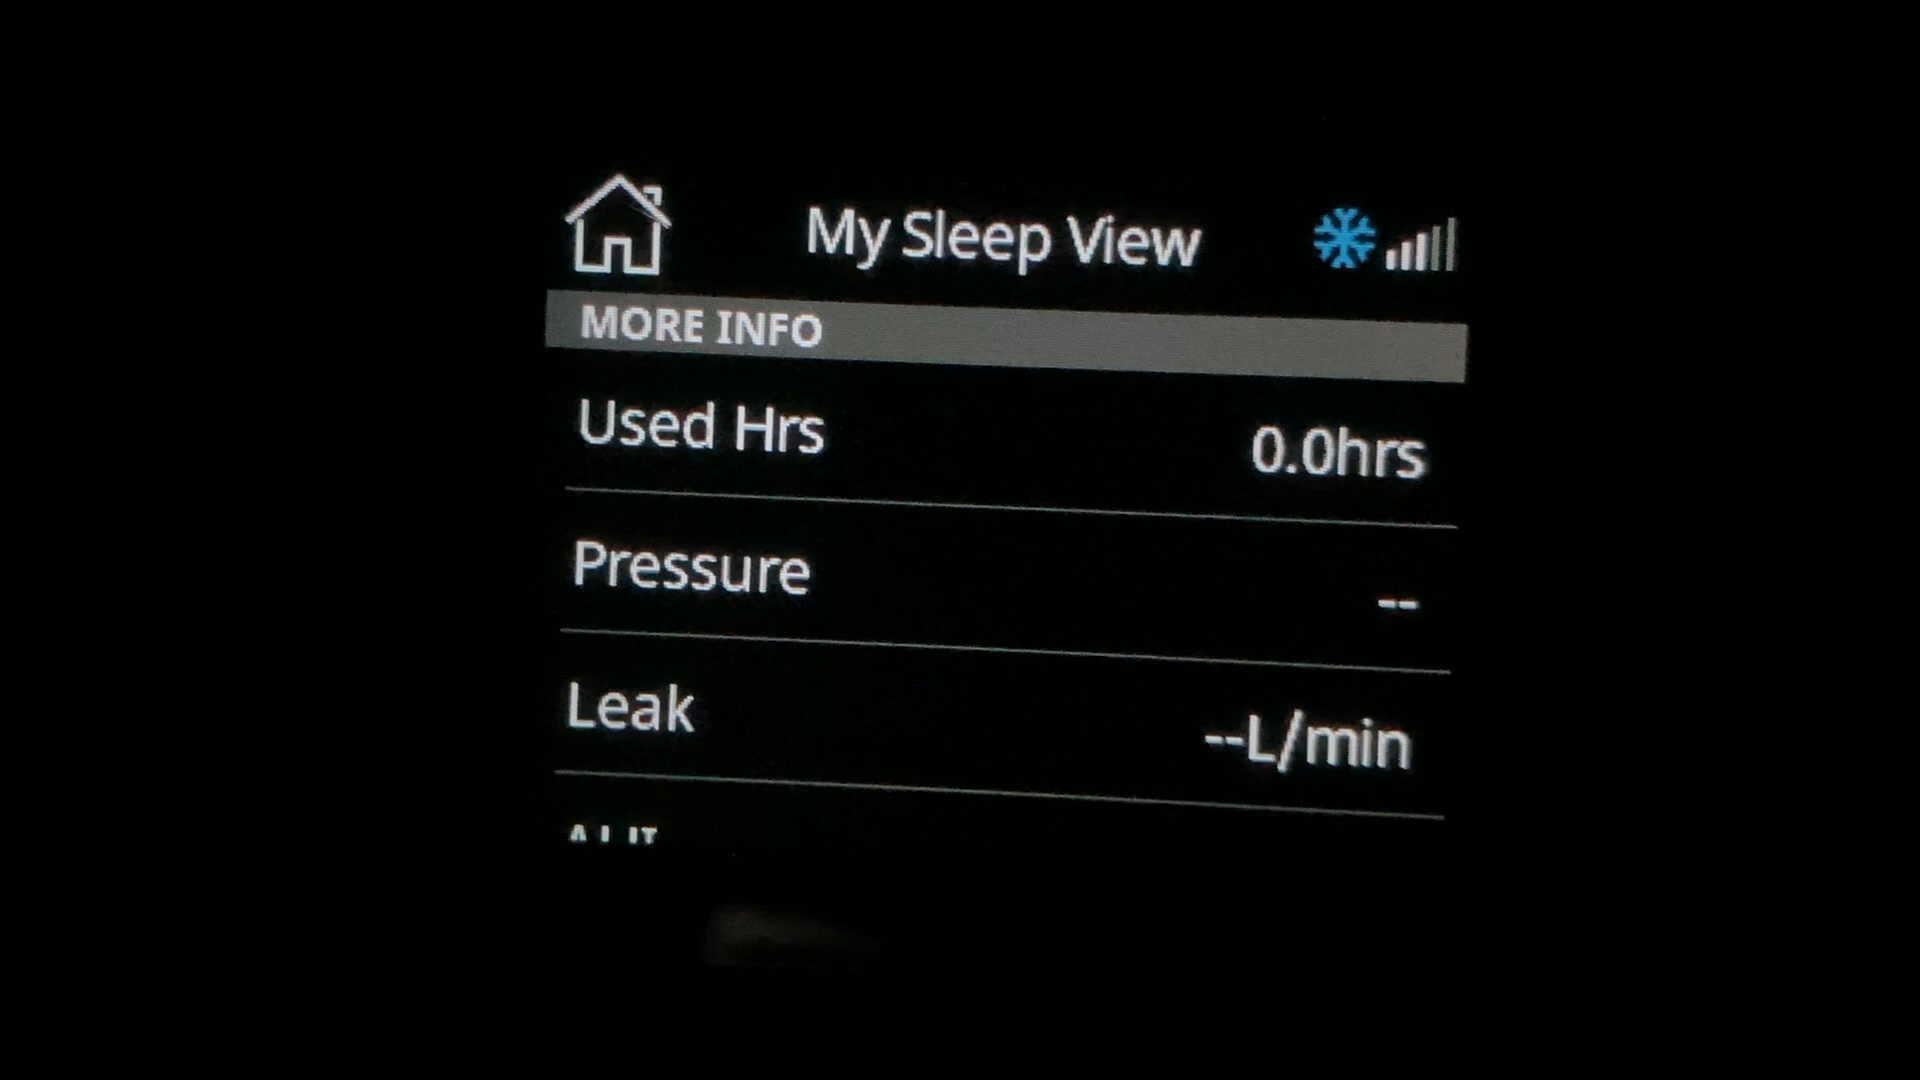 My Sleep View
MORE INFO
Used Hrs 0.0hrs
Pressure --
Leak --L/min